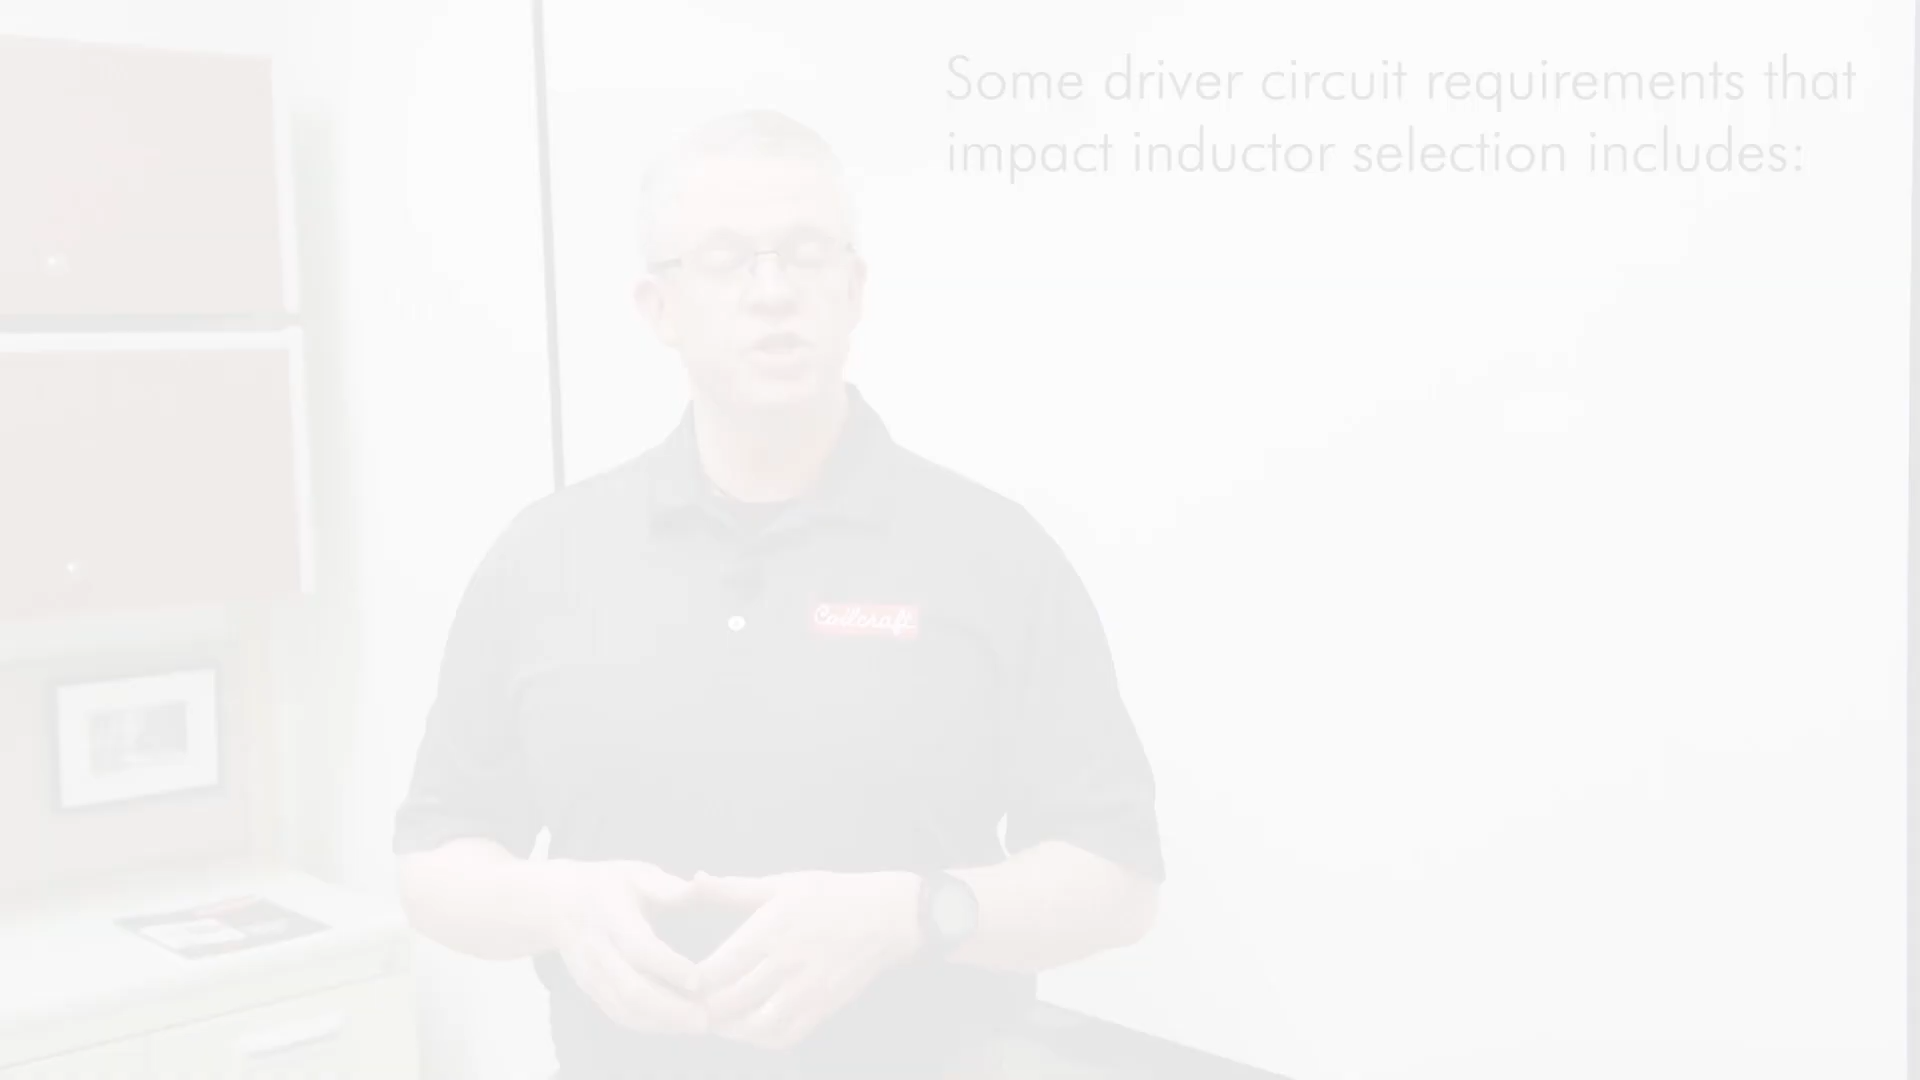 Some driver circuit requirements that
impact inductor selection includes:
Coilcraft